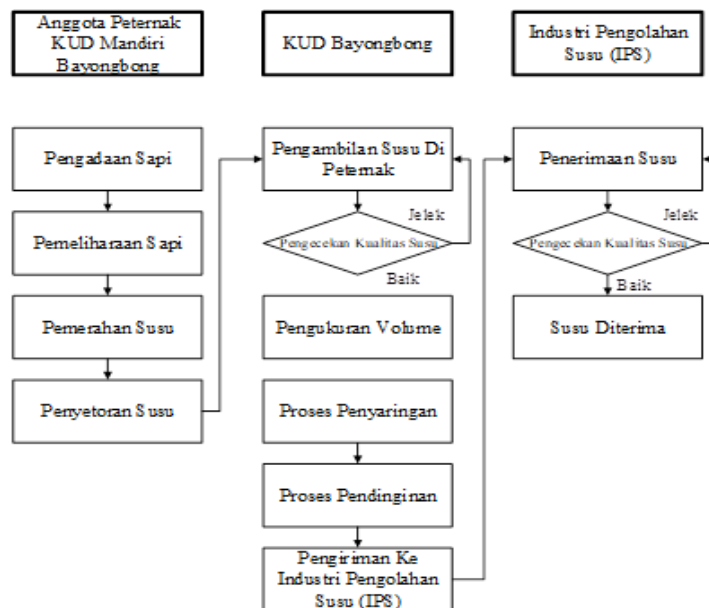 Anggota Peternak
KUD Mandiri
Bayongbong
KUD Bayongbong
Industri Pengolahan
Susu (IPS)
Pengadaan Sapi
Pemeliharaan Sapi
Pemerahan Susu
Penyetoran Susu
Pengambilan Susu Di
Peternak
Jelek
Pengecekan Kualitas Susu
Baik
Pengukuran Volume
Proses Penyaringan
Proses Pendinginan
Pengiriman Ke
Industri Pengolahan
Susu (IPS)
Penerimaan Susu
Jelek
Pengecekan Kualitas Susu
Baik
Susu Diterima